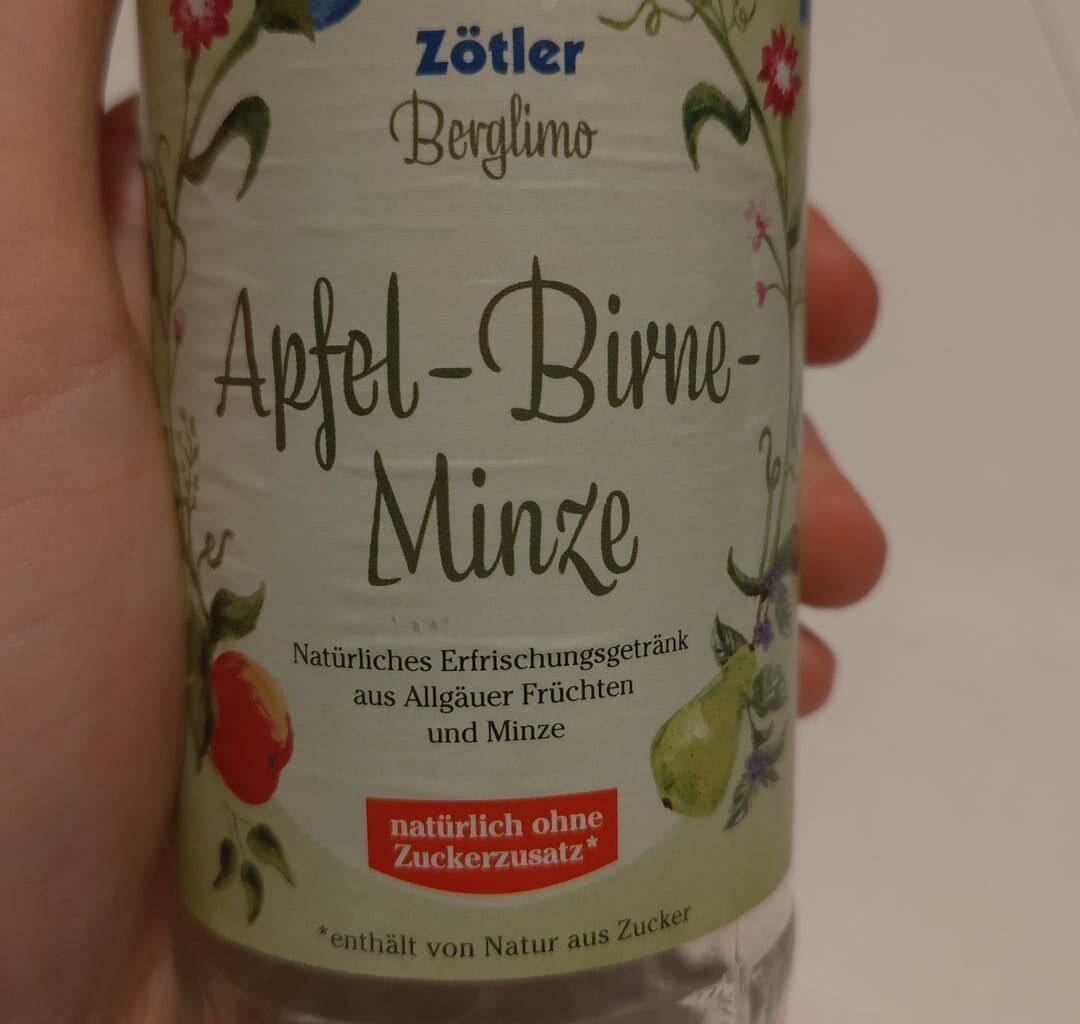 Zötler
Berglimo
Apfel-Birne-
Minze
Natürliches Erfrischungsgetränk
aus Allgäuer Früchten
und Minze
natürlich ohne
Zuckerzusatz*
*enthält von Natur aus Zucker